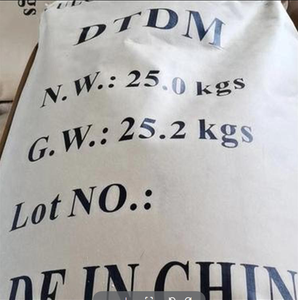 DTDM
N.W.: 25.0 kgs
G.W.: 25.2 kgs
Lot NO.:
DE IN CHIN